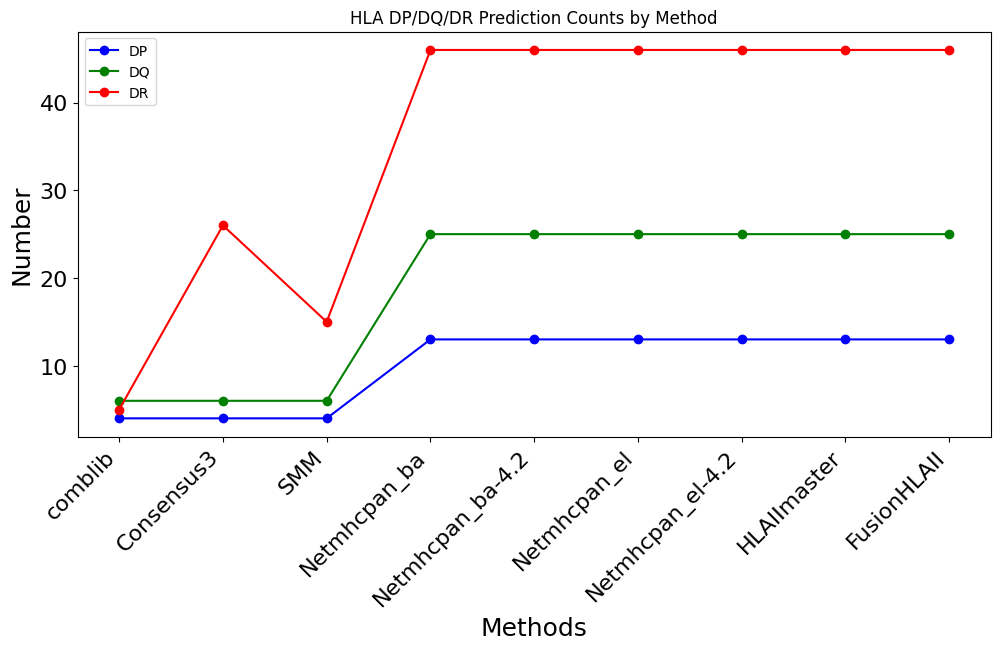 HLA DP/DQ/DR Prediction Counts by Method
DP
DQ
DR
Number
40
30
20
10
comblib
Consensus3
SMM
Netmhcpan_ba
Netmhcpan_ba-4.2
Netmhcpan_el
Netmhcpan_el-4.2
HLAIImaster
FusionHLAII
Methods